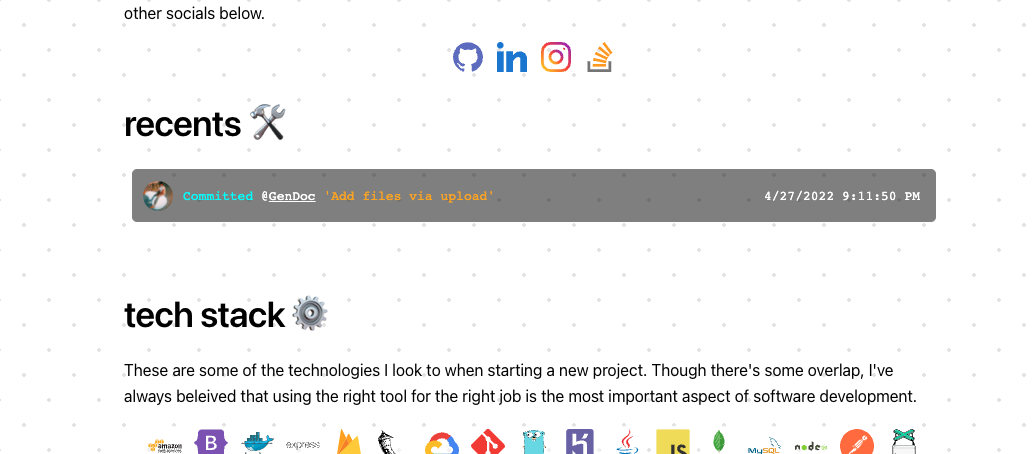 other socials below.
recents
Committed @GenDoc 'Add files via upload' 4/27/2022 9:11:50 PM
tech stack
These are some of the technologies I look to when starting a new project. Though there's some overlap, I've
always beleived that using the right tool for the right job is the most important aspect of software development.
amazon web services B express JS MySQL node